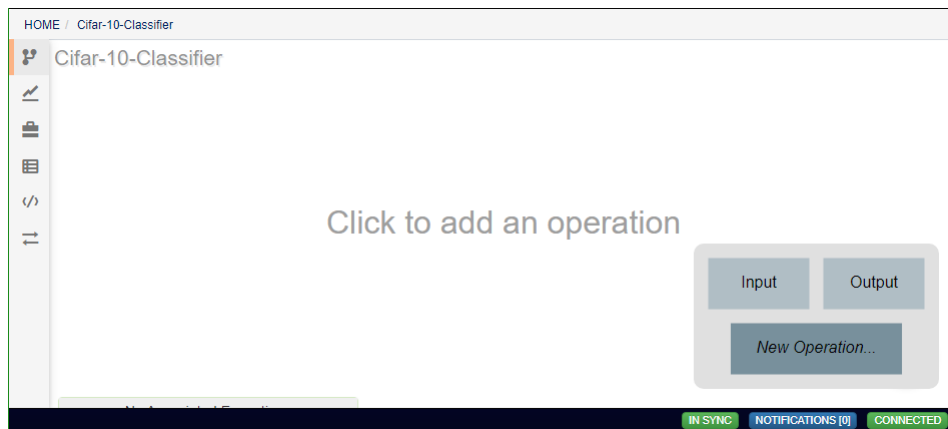 HOME / Cifar-10-Classifier
Cifar-10-Classifier
Click to add an operation
Input Output
New Operation...
IN SYNC NOTIFICATIONS [0] CONNECTED